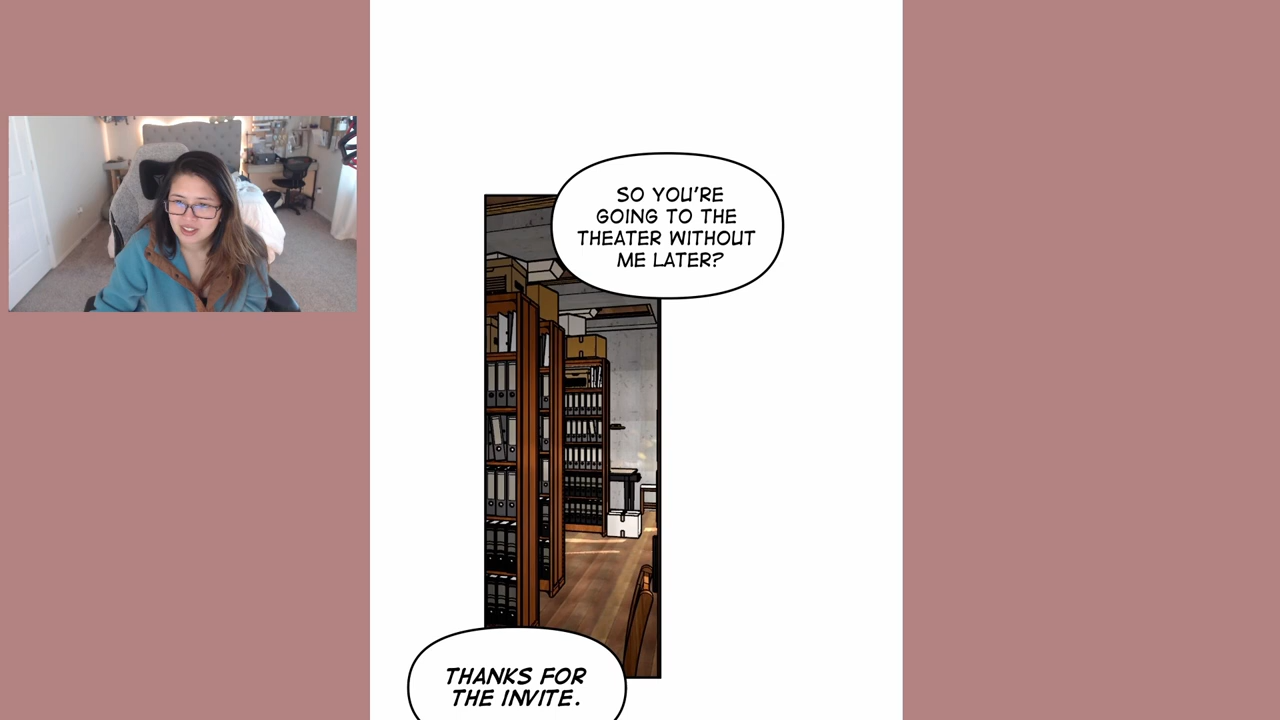 SO YOU'RE
GOING TO THE
THEATER WITHOUT
ME LATER?
THANKS FOR
THE INVITE.